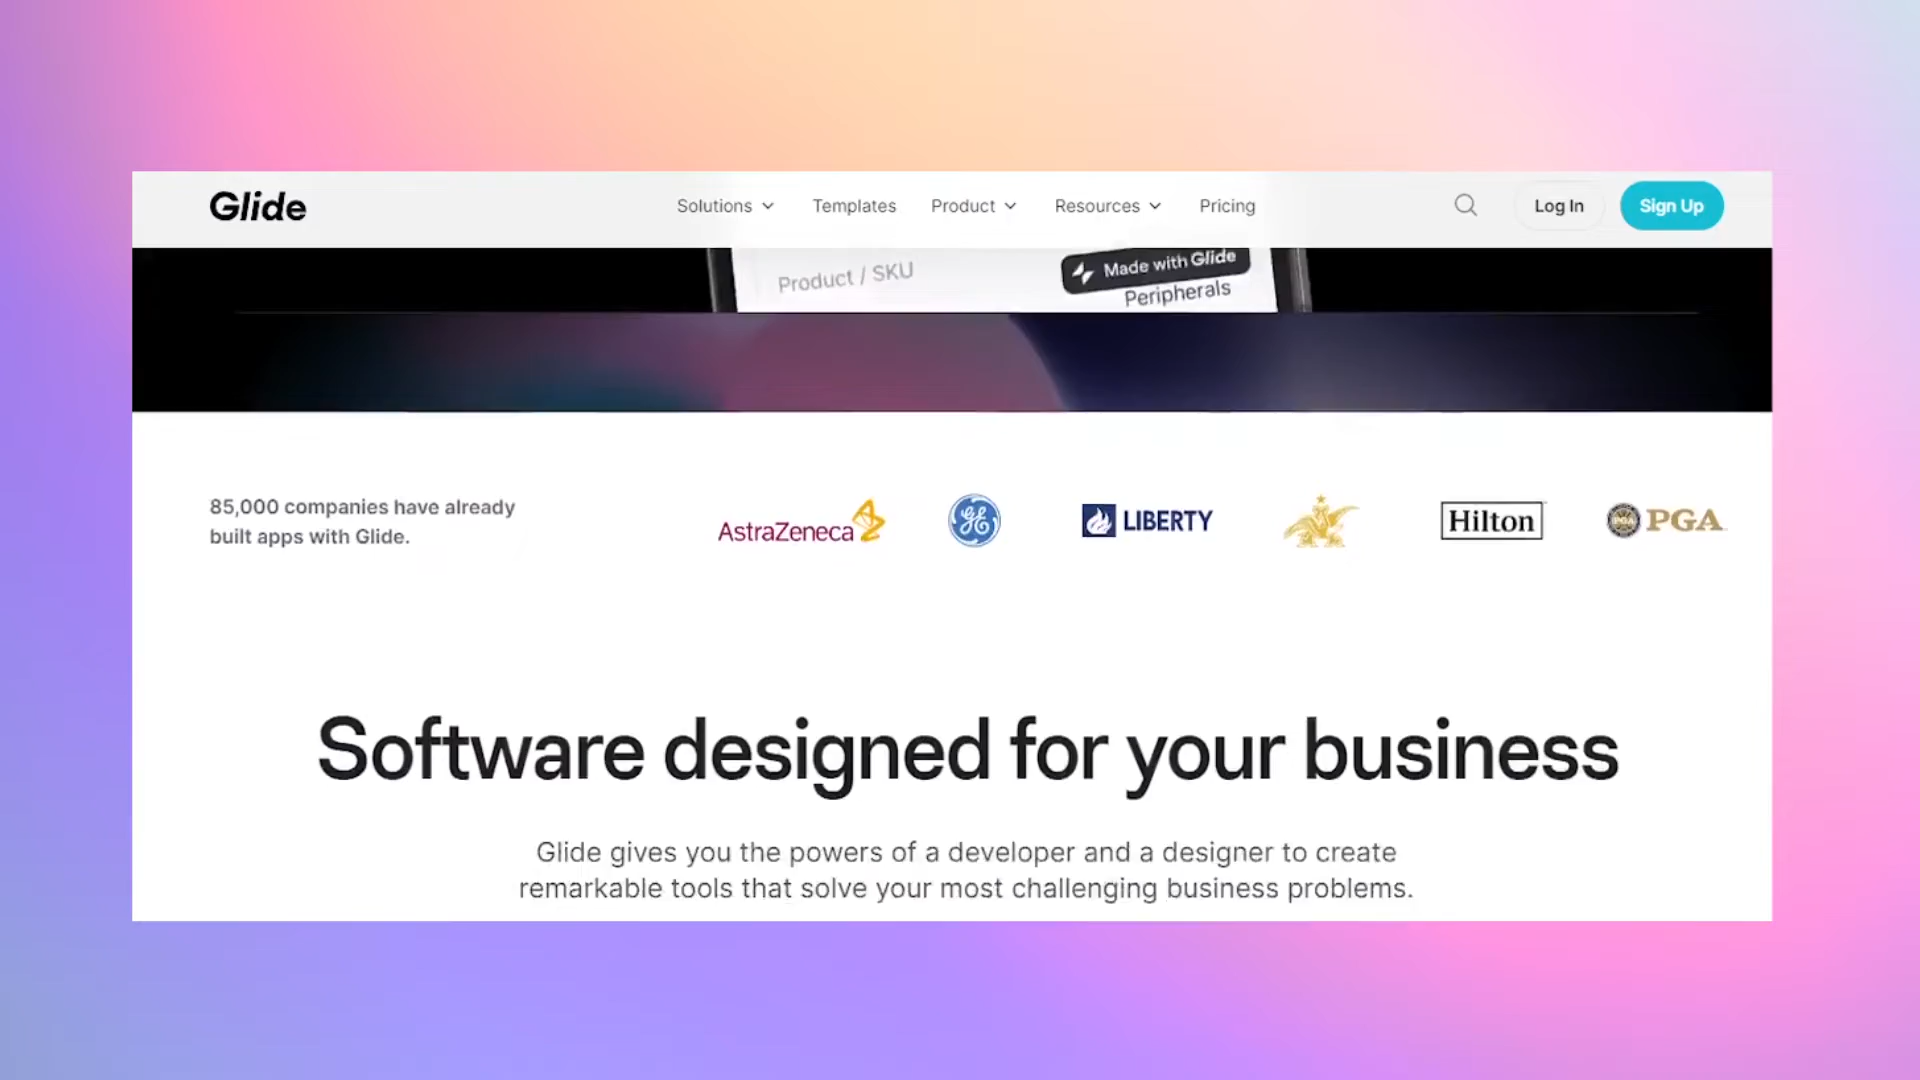 Glide
Solutions
Templates
Product
Resources
Pricing
Log In
Sign Up
Product / SKU
Made with Glide
Peripherals
85,000 companies have already
built apps with Glide.
AstraZeneca
GE
LIBERTY
Hilton
PGA
PGA
Software designed for your business
Glide gives you the powers of a developer and a designer to create
remarkable tools that solve your most challenging business problems.